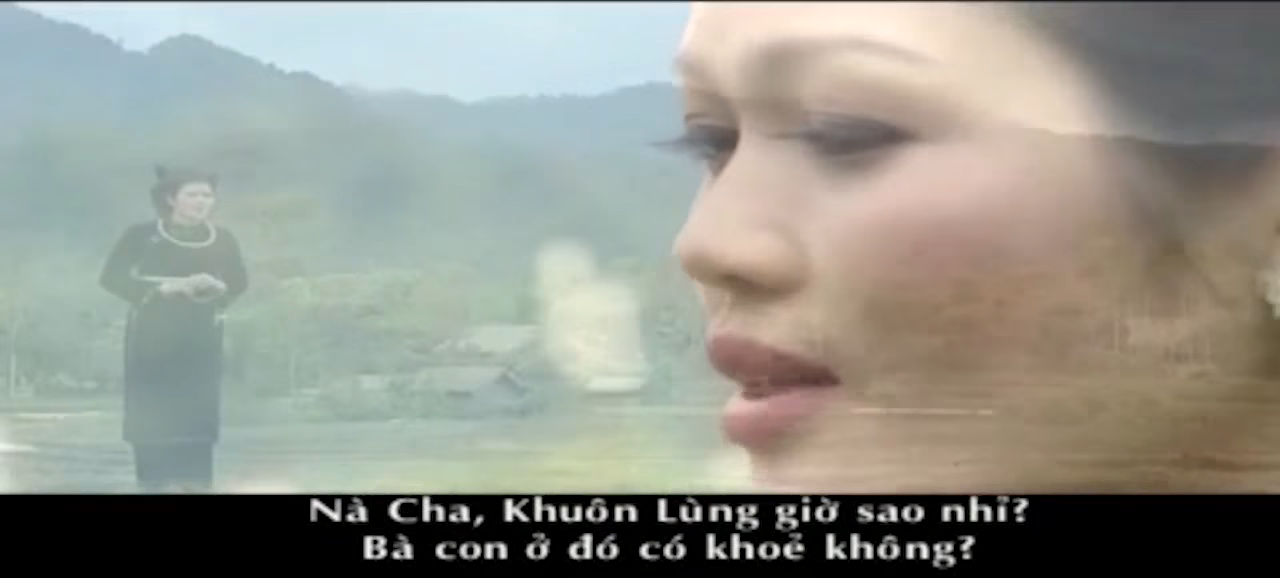 Nà Cha, Khuôn Lùng giờ sao nhỉ?
Bà con ở đó có khoẻ không?